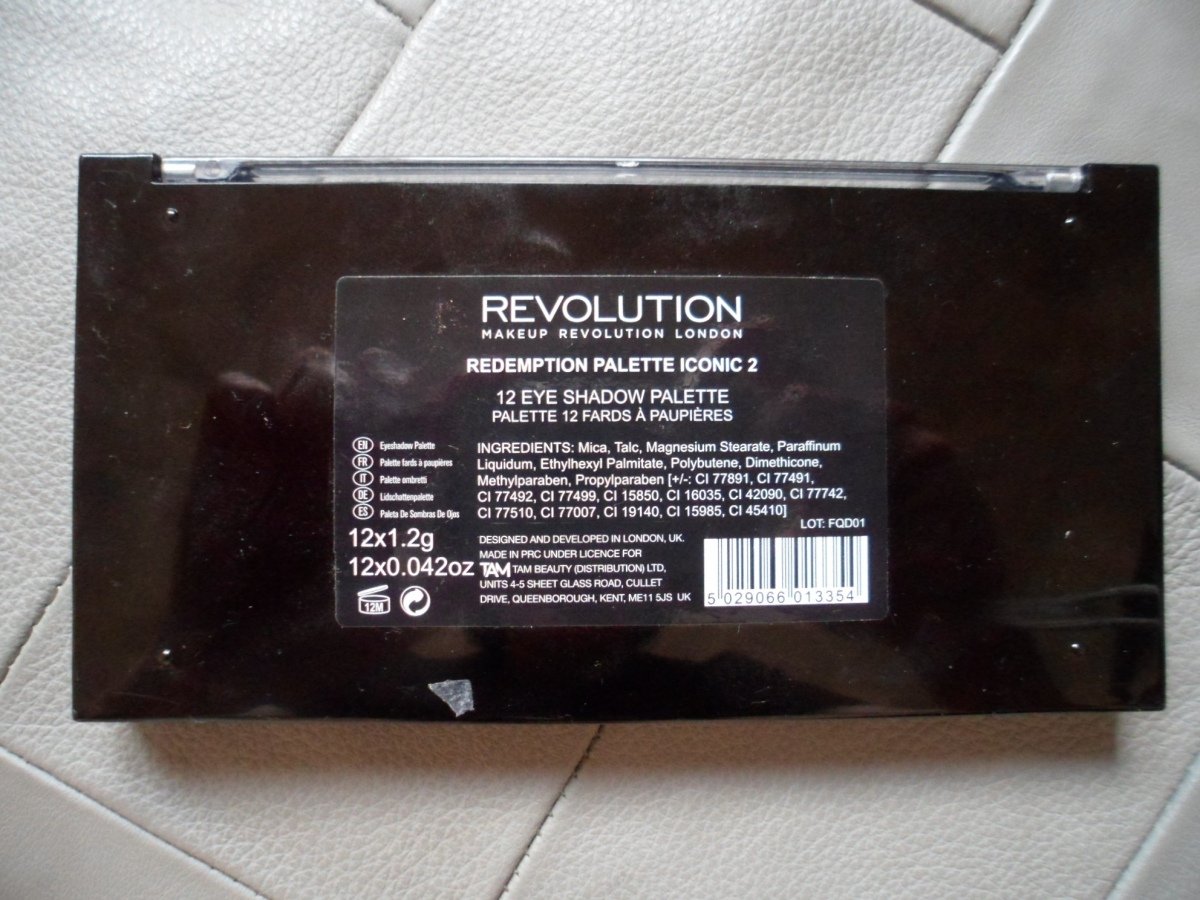 REVOLUTION
MAKEUP REVOLUTION LONDON
REDEMPTION PALETTE ICONIC 2
12 EYE SHADOW PALETTE
PALETTE 12 FARDS À PAUPIÈRES
EN Eyeshadow Palette
FR Palette fards à paupières
IT Palette ombretti
DE Lidschattenpalette
ES Paleta De Sombras De Ojos
12x1.2g
12x0.042oz
12M
INGREDIENTS: Mica, Talc, Magnesium Stearate, Paraffinum
Liquidum, Ethylhexyl Palmitate, Polybutene, Dimethicone,
Methylparaben, Propylparaben [+/-: CI 77891, CI 77491,
CI 77492, CI 77499, CI 15850, CI 16035, CI 42090, CI 77742,
CI 77510, CI 77007, CI 19140, CI 15985, CI 45410]
LOT: FQD01
DESIGNED AND DEVELOPED IN LONDON, UK.
MADE IN PRC UNDER LICENCE FOR
TAM TAM BEAUTY (DISTRIBUTION) LTD,
UNITS 4-5 SHEET GLASS ROAD, CULLET
DRIVE, QUEENBOROUGH, KENT, ME11 5JS UK
5 029066 013354